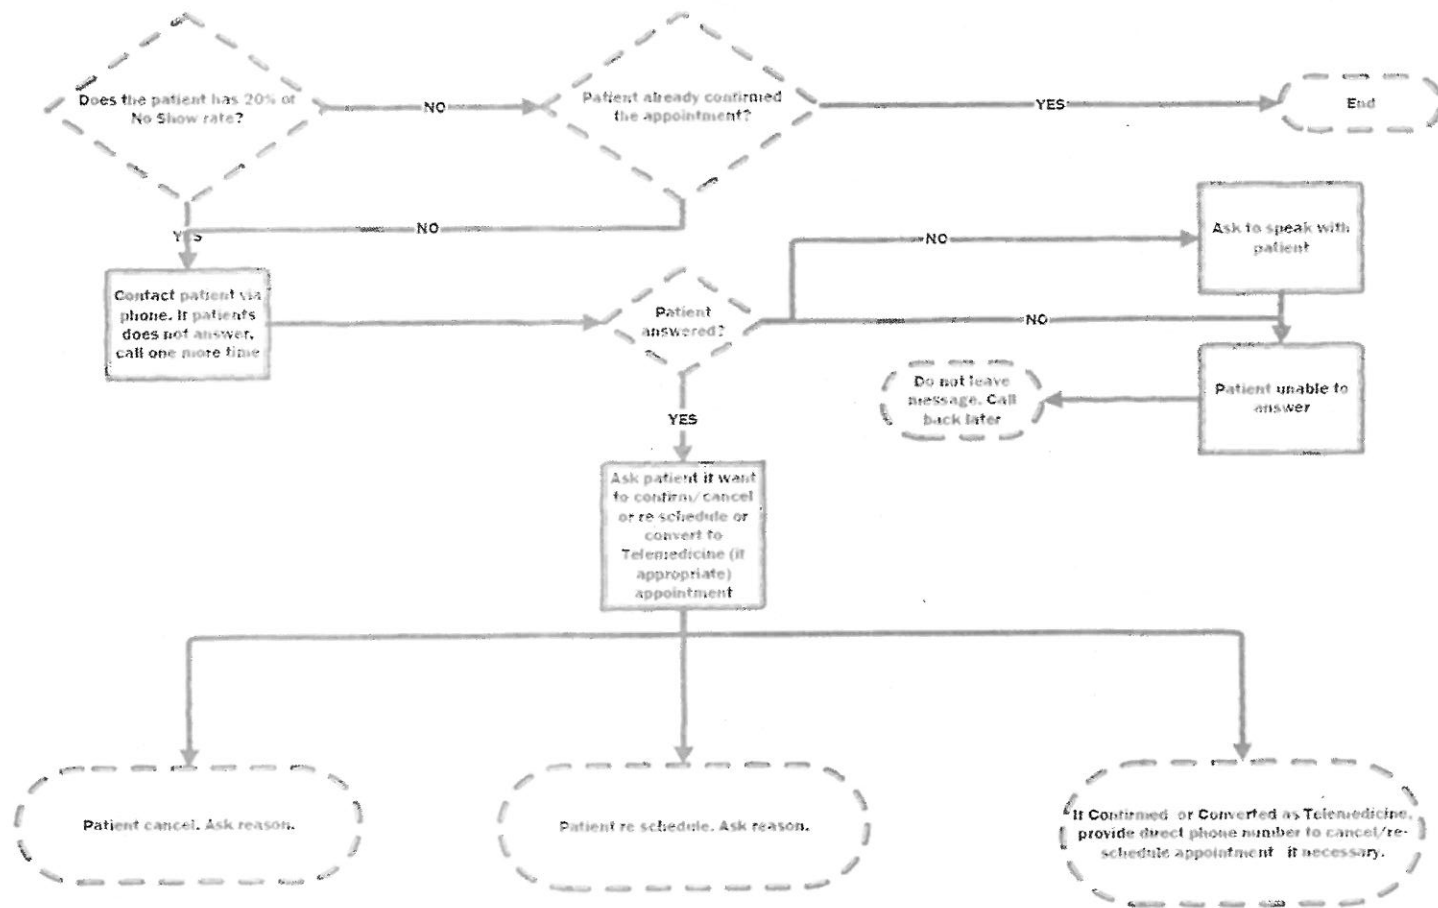 Does the patient has 20% of
No Show rate?
NO
Patient already confirmed
the appointment?
YES
End
YES
NO
Contact patient via
phone. If patients
does not answer,
call one more time
Patient
answered?
NO
Ask to speak with
patient
NO
Patient unable to
answer
Do not leave
message. Call
back later
YES
Ask patient if want
to confirm/cancel
or re schedule or
convert to
Telemedicine (if
appropriate)
appointment
Patient cancel. Ask reason.
Patient re schedule. Ask reason.
If Confirmed or Converted as Telemedicine,
provide direct phone number to cancel/re-
schedule appointment if necessary.